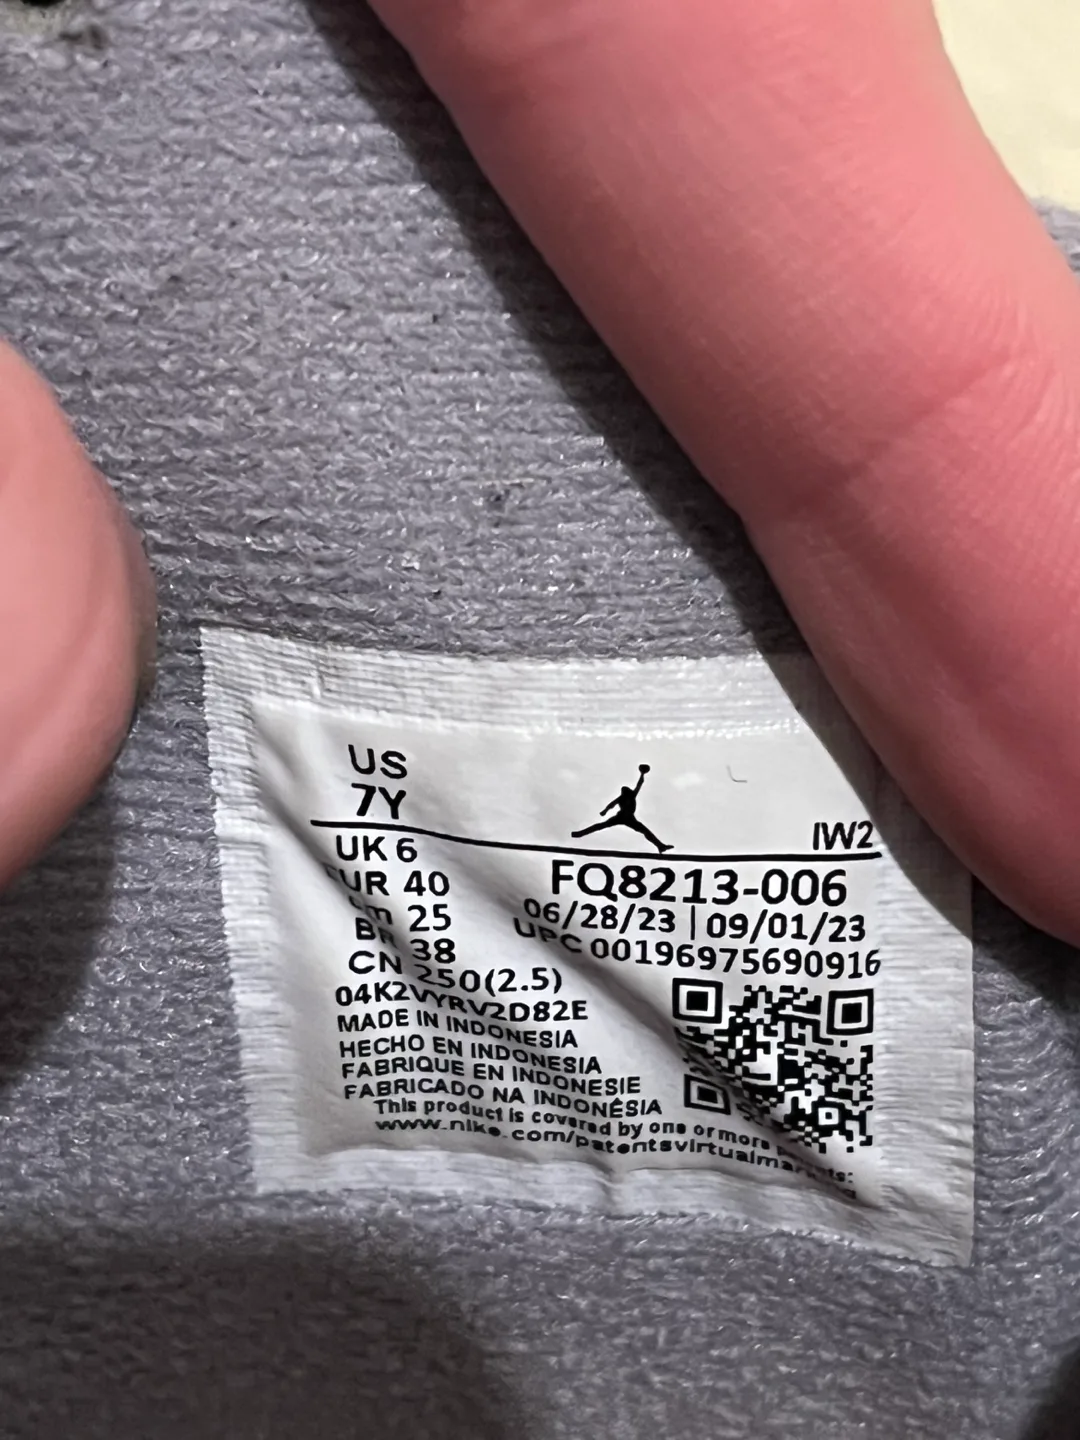 US
7Y
IW2
UK 6
EUR 40
cm 25
BR 38
CN 250(2.5)
FQ8213-006
06/28/23 | 09/01/23
UPC 00196975690916
04K2VYRV2D82E
MADE IN INDONESIA
HECHO EN INDONESIA
FABRIQUE EN INDONESIE
FABRICADO NA INDONÉSIA
This product is covered by one or more
www.nike.com/patentsvirtualmarking